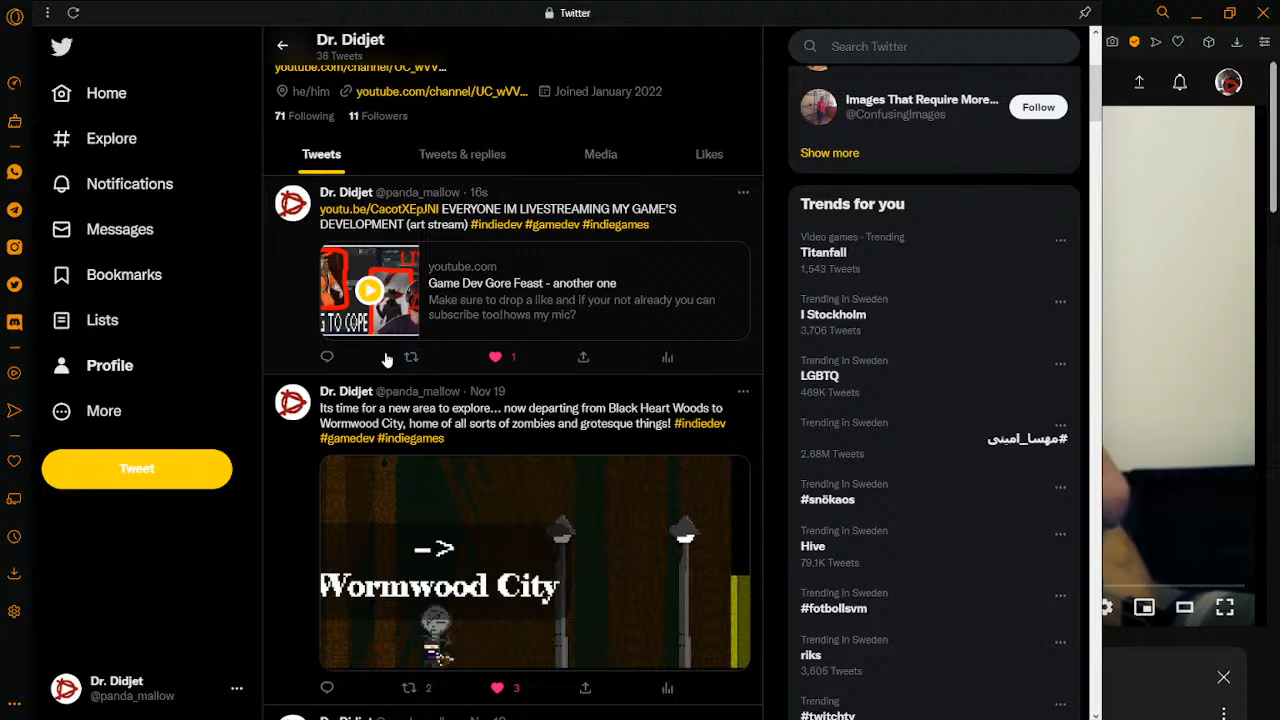 Twitter
Home
Explore
Notifications
Messages
Bookmarks
Lists
Profile
More
Tweet
Dr. Didjet
@panda_mallow
Dr. Didjet
36 Tweets
youtube.com/channel/UC_wVV...
he/him youtube.com/channel/UC_wVV... Joined January 2022
71 Following 11 Followers
Tweets Tweets & replies Media Likes
Dr. Didjet @panda_mallow · 16s
youtu.be/CacotXEpJNI EVERYONE IM LIVESTREAMING MY GAME'S
DEVELOPMENT (art stream) #indiedev #gamedev #indiegames
G TO COPE
youtube.com
Game Dev Gore Feast - another one
Make sure to drop a like and if your not already you can
subscribe too!hows my mic?
1
Dr. Didjet @panda_mallow · Nov 19
Its time for a new area to explore... now departing from Black Heart Woods to
Wormwood City, home of all sorts of zombies and grotesque things! #indiedev
#gamedev #indiegames
–>
Wormwood City
2 3
Search Twitter
Images That Require More...
@ConfusingImages
Follow
Show more
Trends for you
Video games · Trending
Titanfall
1,543 Tweets
Trending in Sweden
I Stockholm
3,706 Tweets
Trending in Sweden
LGBTQ
469K Tweets
Trending in Sweden
#مهسا_امینی
2.68M Tweets
Trending in Sweden
#snökaos
Trending in Sweden
Hive
79.1K Tweets
Trending in Sweden
#fotbollsvm
Trending in Sweden
riks
3,605 Tweets
Trending
#twitchtv